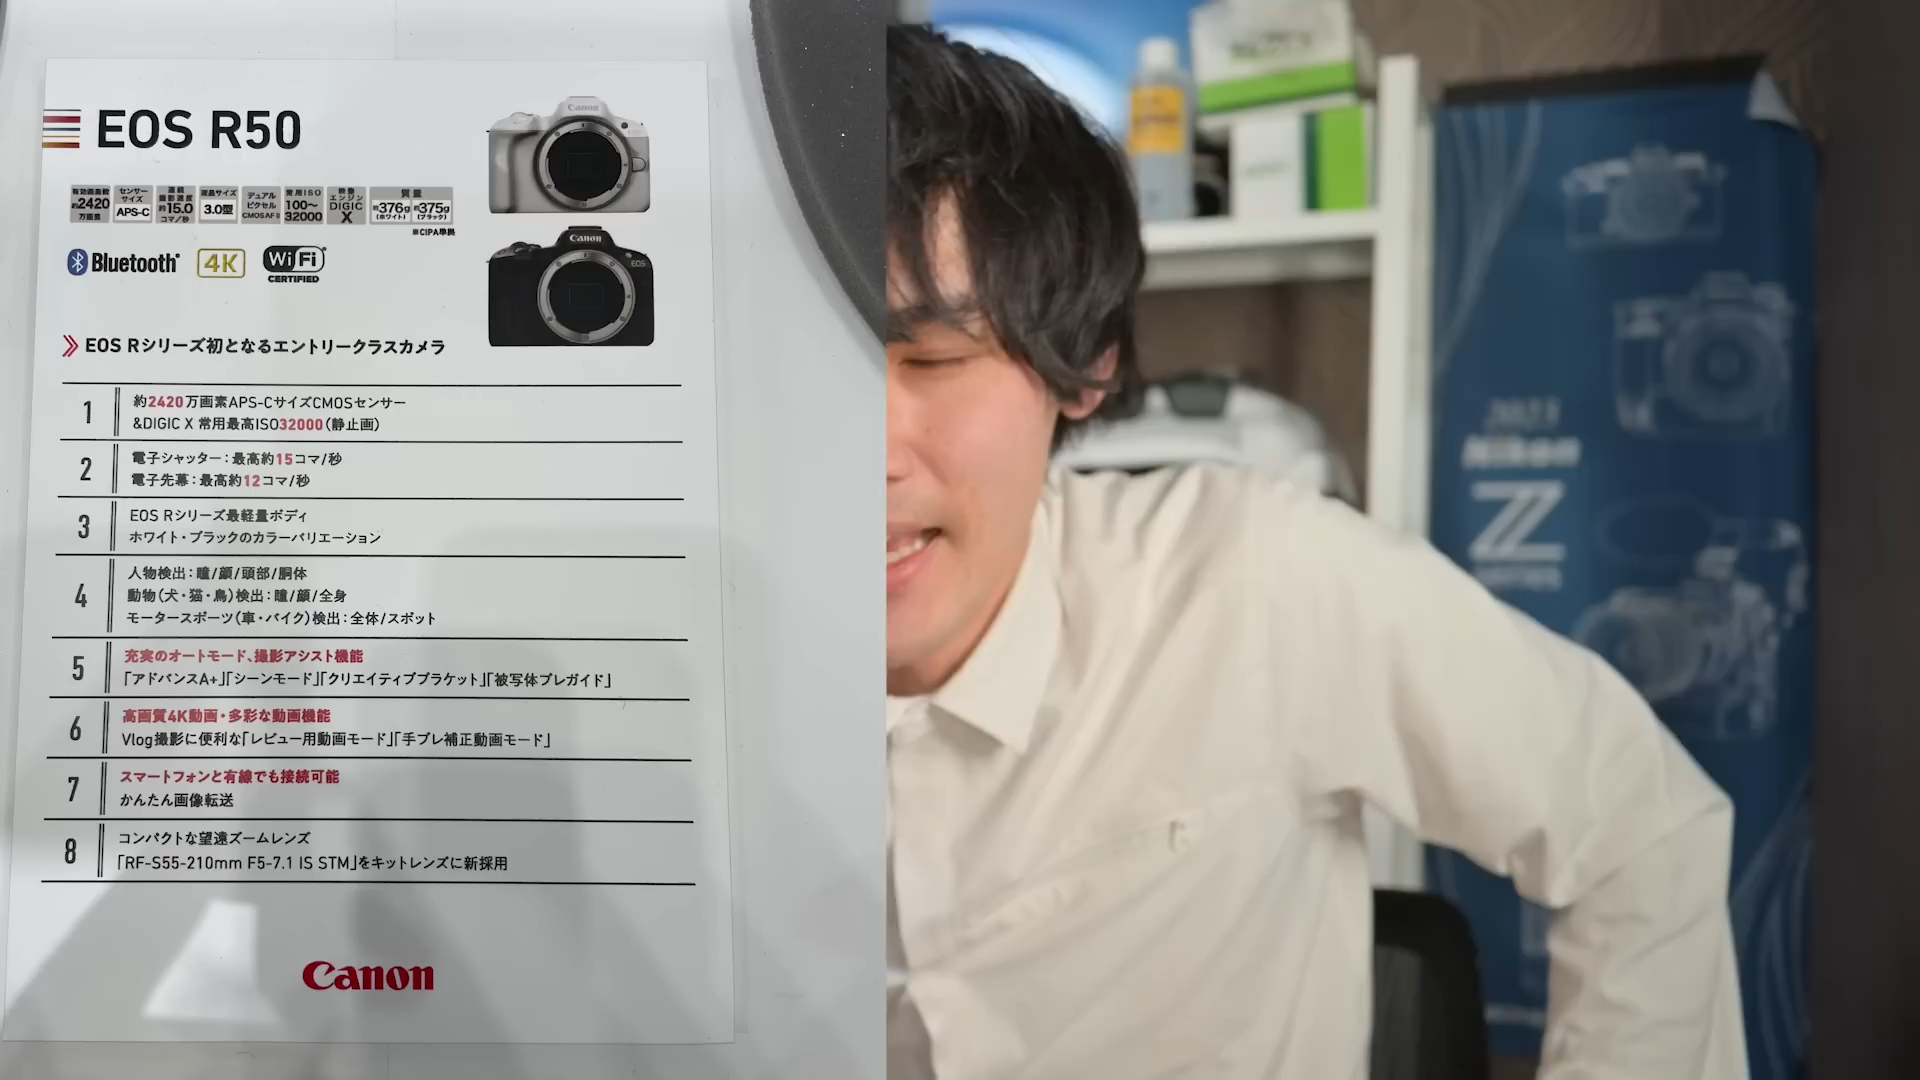 EOS R50
有効画素数 約2420万画素
センサーサイズ APS-C
連続撮影速度 約15.0コマ/秒
液晶サイズ 3.0型
デュアルピクセル CMOS AF II
常用ISO 100～32000
映像エンジン DIGIC X
質量 約376g(ホワイト) 約375g(ブラック)
※CIPA準拠
Bluetooth 4K Wi Fi CERTIFIED
Canon
Canon
EOS
EOS Rシリーズ初となるエントリークラスカメラ
1 約2420万画素APS-CサイズCMOSセンサー
&DIGIC X 常用最高ISO32000(静止画)
2 電子シャッター：最高約15コマ/秒
電子先幕：最高約12コマ/秒
3 EOS Rシリーズ最軽量ボディ
ホワイト・ブラックのカラーバリエーション
4 人物検出：瞳/顔/頭部/胴体
動物(犬・猫・鳥)検出：瞳/顔/全身
モータースポーツ(車・バイク)検出：全体/スポット
5 充実のオートモード、撮影アシスト機能
「アドバンスA+」「シーンモード」「クリエイティブブラケット」「被写体ブレガイド」
6 高画質4K動画・多彩な動画機能
Vlog撮影に便利な「レビュー用動画モード」「手ブレ補正動画モード」
7 スマートフォンと有線でも接続可能
かんたん画像転送
8 コンパクトな望遠ズームレンズ
「RF-S55-210mm F5-7.1 IS STM」をキットレンズに新採用
Canon
2023
Nikon
Z
series